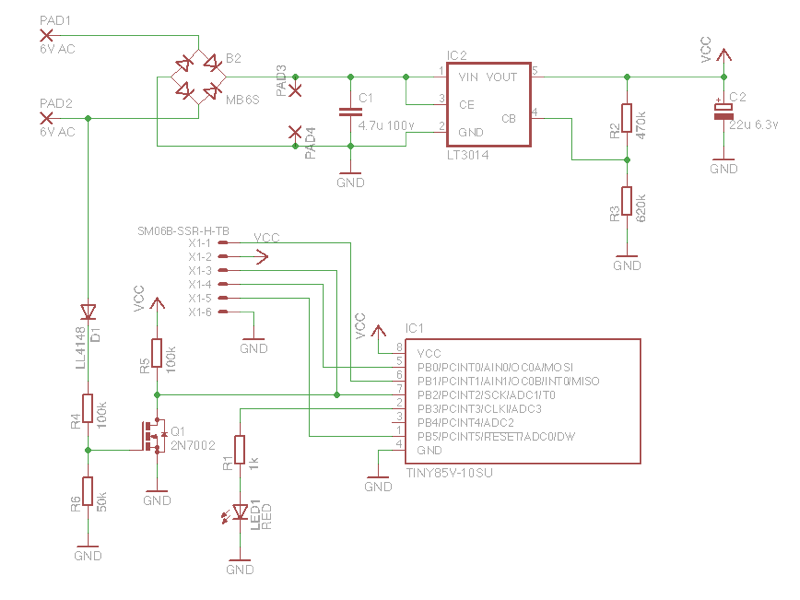 PAD1
6V AC
PAD2
6V AC
B2
MB6S
PAD3
PAD4
C1
4.7u 100v
GND
IC2
1
3
2
VIN VOUT
CE
CB
GND
5
4
LT3014
VCC
R2
470k
C2
+
22u 6.3v
GND
R3
620k
GND
SM06B-SSR-H-TB
X1-1
X1-2
X1-3
X1-4
X1-5
X1-6
VCC
GND
LL4148
D1
VCC
R5
100k
R4
100k
Q1
2N7002
R6
50k
GND
GND
R1
1k
LED1
RED
GND
VCC
GND
IC1
8 VCC
5 PB0/PCINT0/AIN0/OC0A/MOSI
6 PB1/PCINT1/AIN1/OC0B/INT0/MISO
7 PB2/PCINT2/SCK/ADC1/T0
2 PB3/PCINT3/CLKI/ADC3
3 PB4/PCINT4/ADC2
1 PB5/PCINT5/RESET/ADC0/DW
4 GND
TINY85V-10SU